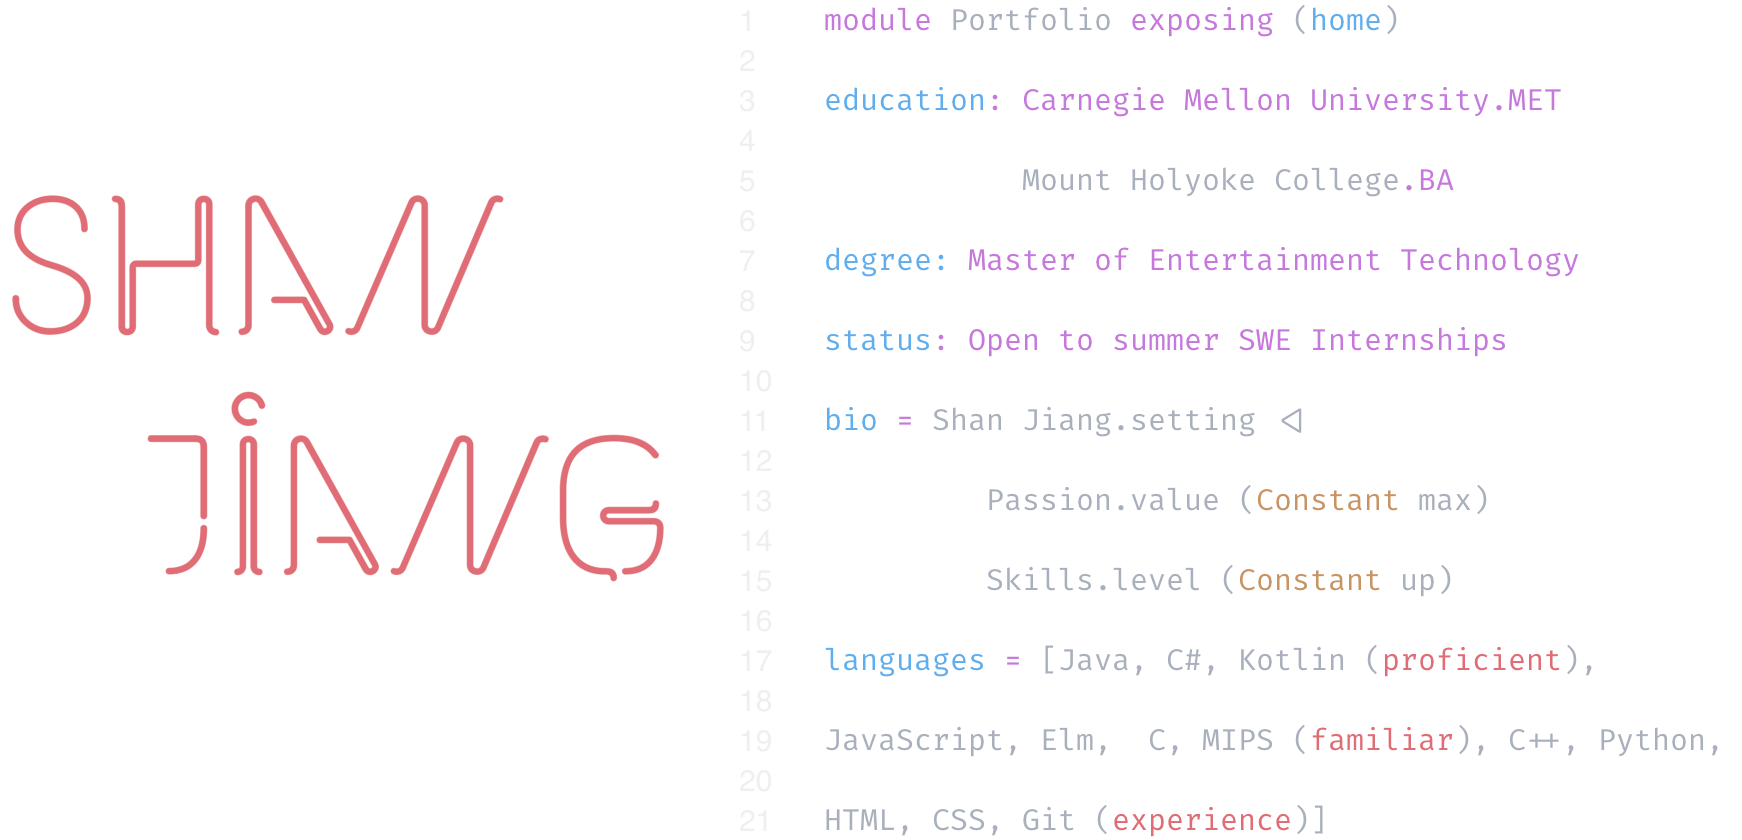 SHAN
JiANG
1 module Portfolio exposing (home)
2
3 education: Carnegie Mellon University.MET
4
5 Mount Holyoke College.BA
6
7 degree: Master of Entertainment Technology
8
9 status: Open to summer SWE Internships
10
11 bio = Shan Jiang.setting <|
12
13 Passion.value (Constant max)
14
15 Skills.level (Constant up)
16
17 languages = [Java, C#, Kotlin (proficient),
18
19 JavaScript, Elm,  C, MIPS (familiar), C++, Python,
20
21 HTML, CSS, Git (experience)]